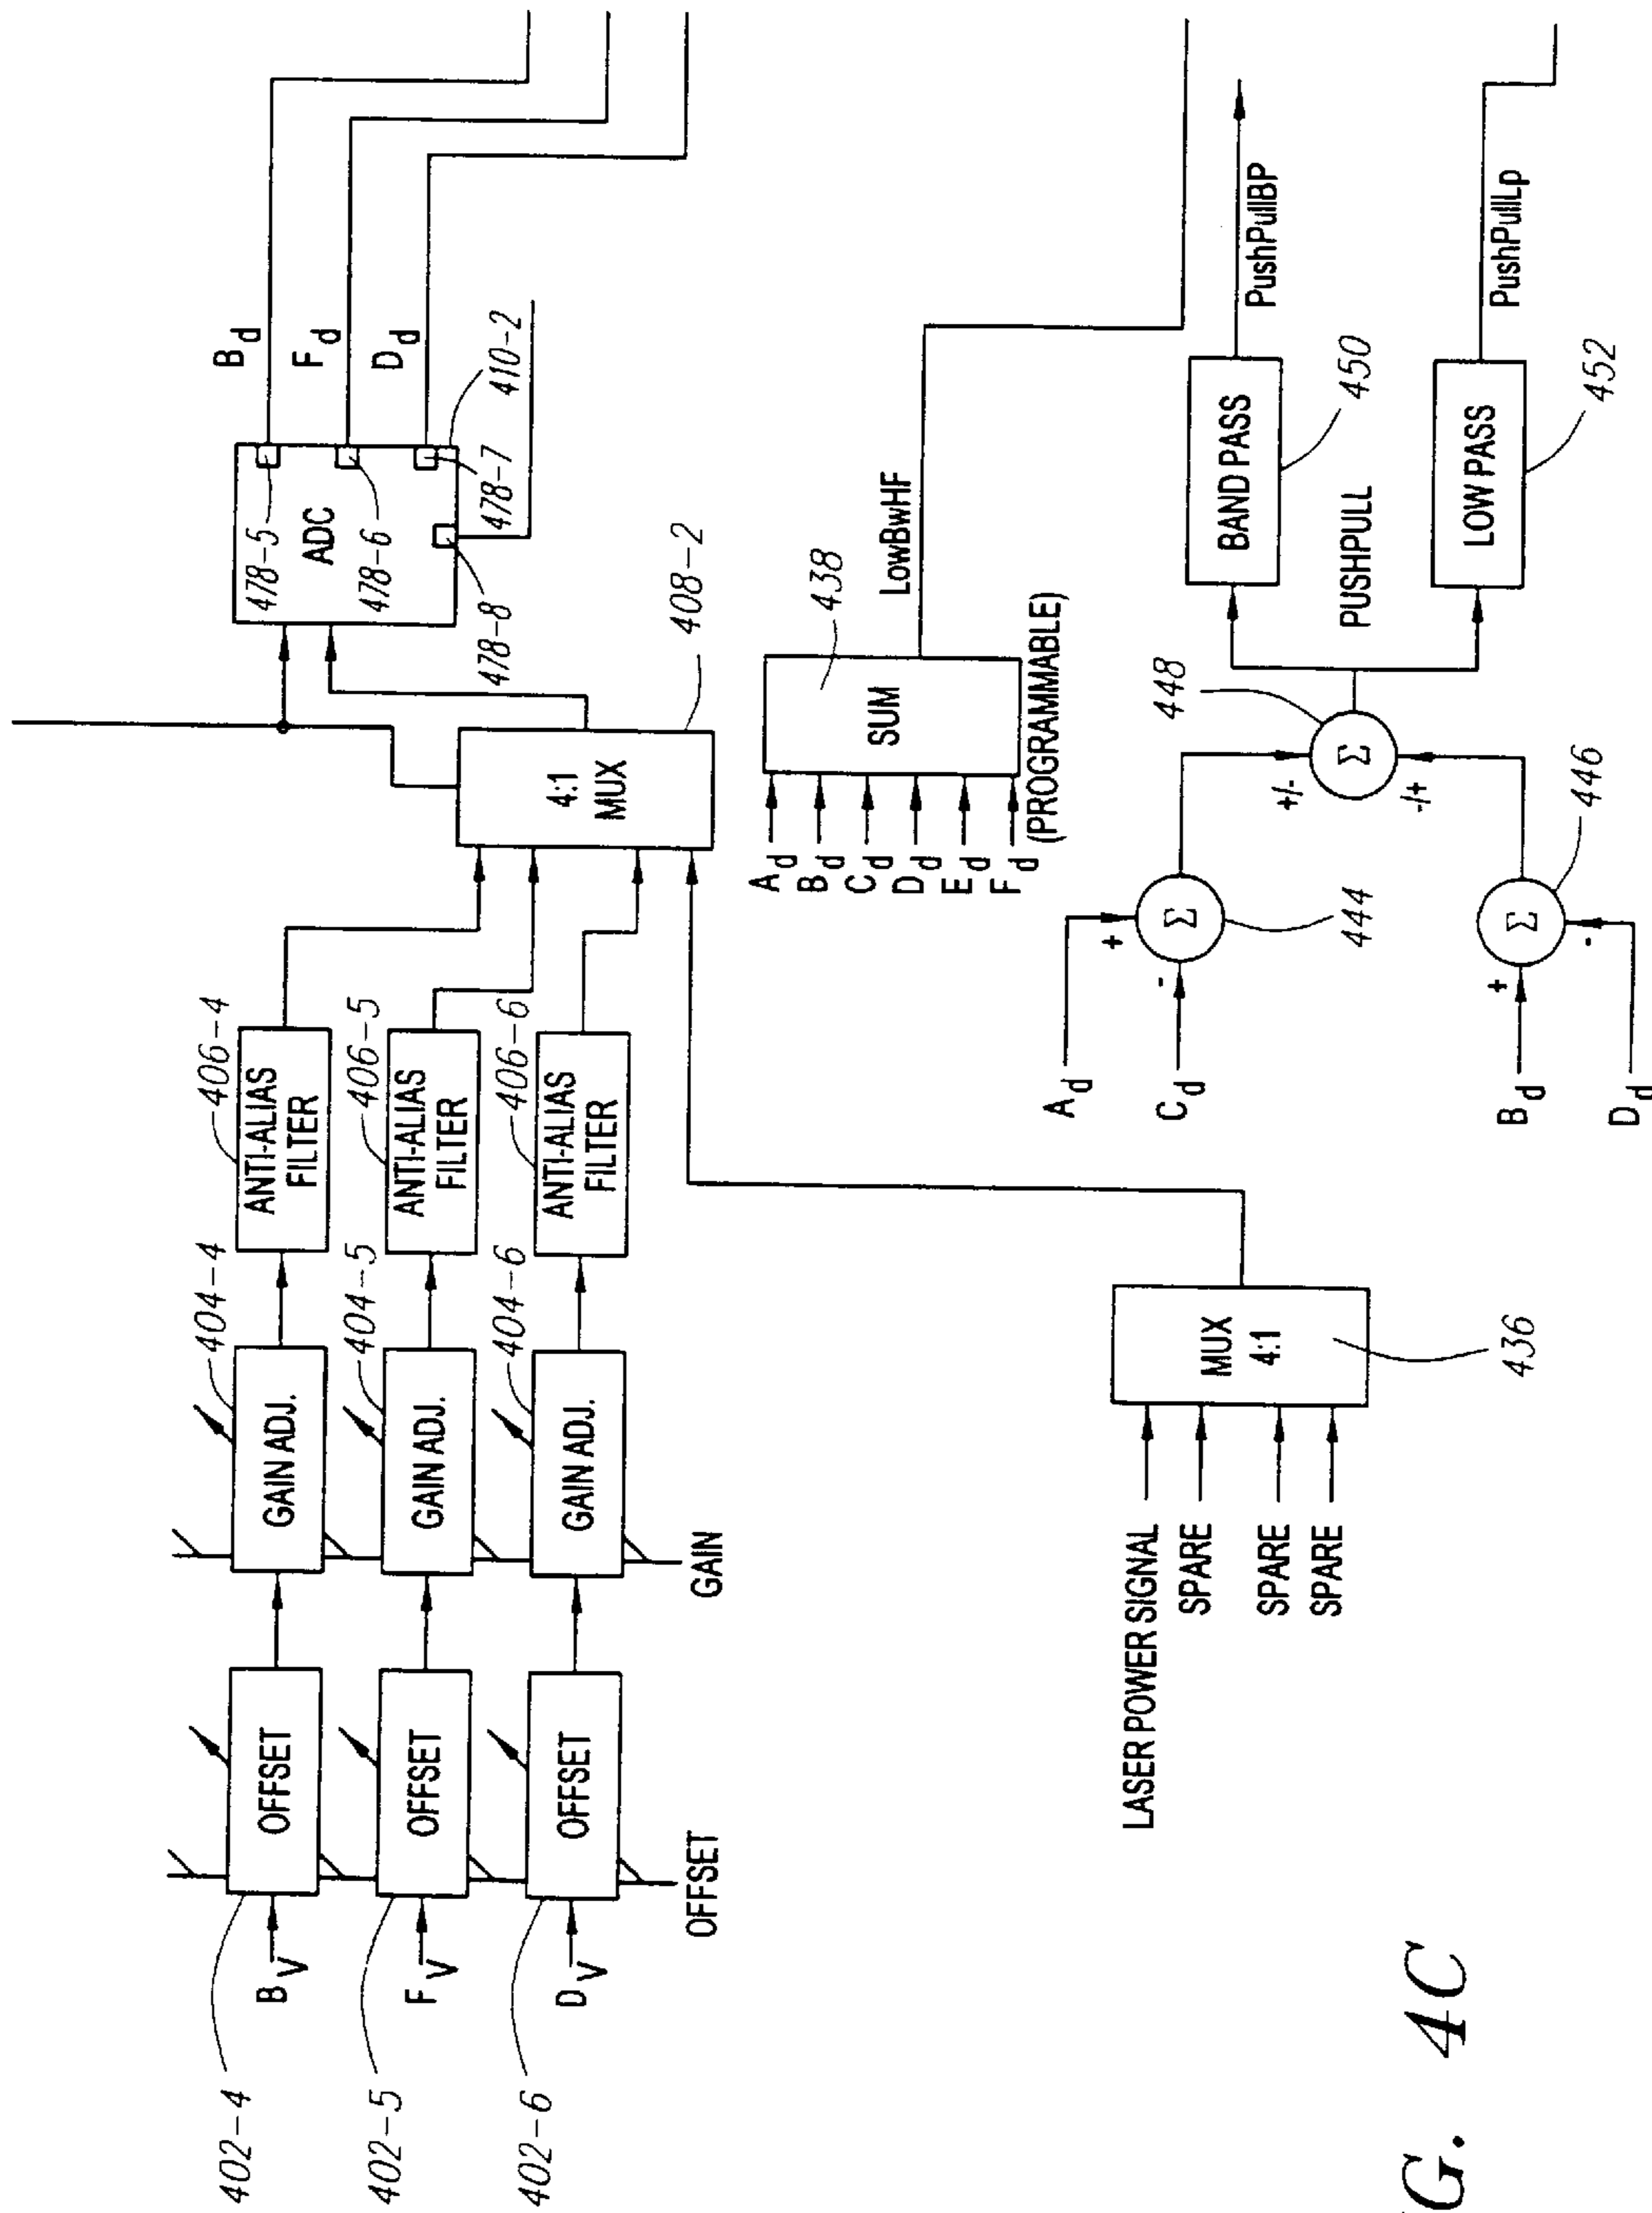 402-4
402-5
402-6
B_V
F_V
D_V
OFFSET
OFFSET
OFFSET
OFFSET
404-4
404-5
404-6
GAIN ADJ.
GAIN ADJ.
GAIN ADJ.
GAIN
406-4
406-5
406-6
ANTI-ALIAS
FILTER
ANTI-ALIAS
FILTER
ANTI-ALIAS
FILTER
4:1
MUX
408-2
ADC
478-5
478-6
478-7
478-8
410-2
B_d
F_d
D_d
LASER POWER SIGNAL
SPARE
SPARE
SPARE
MUX
4:1
436
A_d
B_d
C_d
D_d
E_d
F_d
(PROGRAMMABLE)
SUM
438
LowBwHF
A_d
C_d
+
-
Σ
444
B_d
D_d
+
-
Σ
446
+/-
-/+
Σ
448
PUSHPULL
BAND PASS
450
PushPullBP
LOW PASS
452
PushPullLp
G. 4C